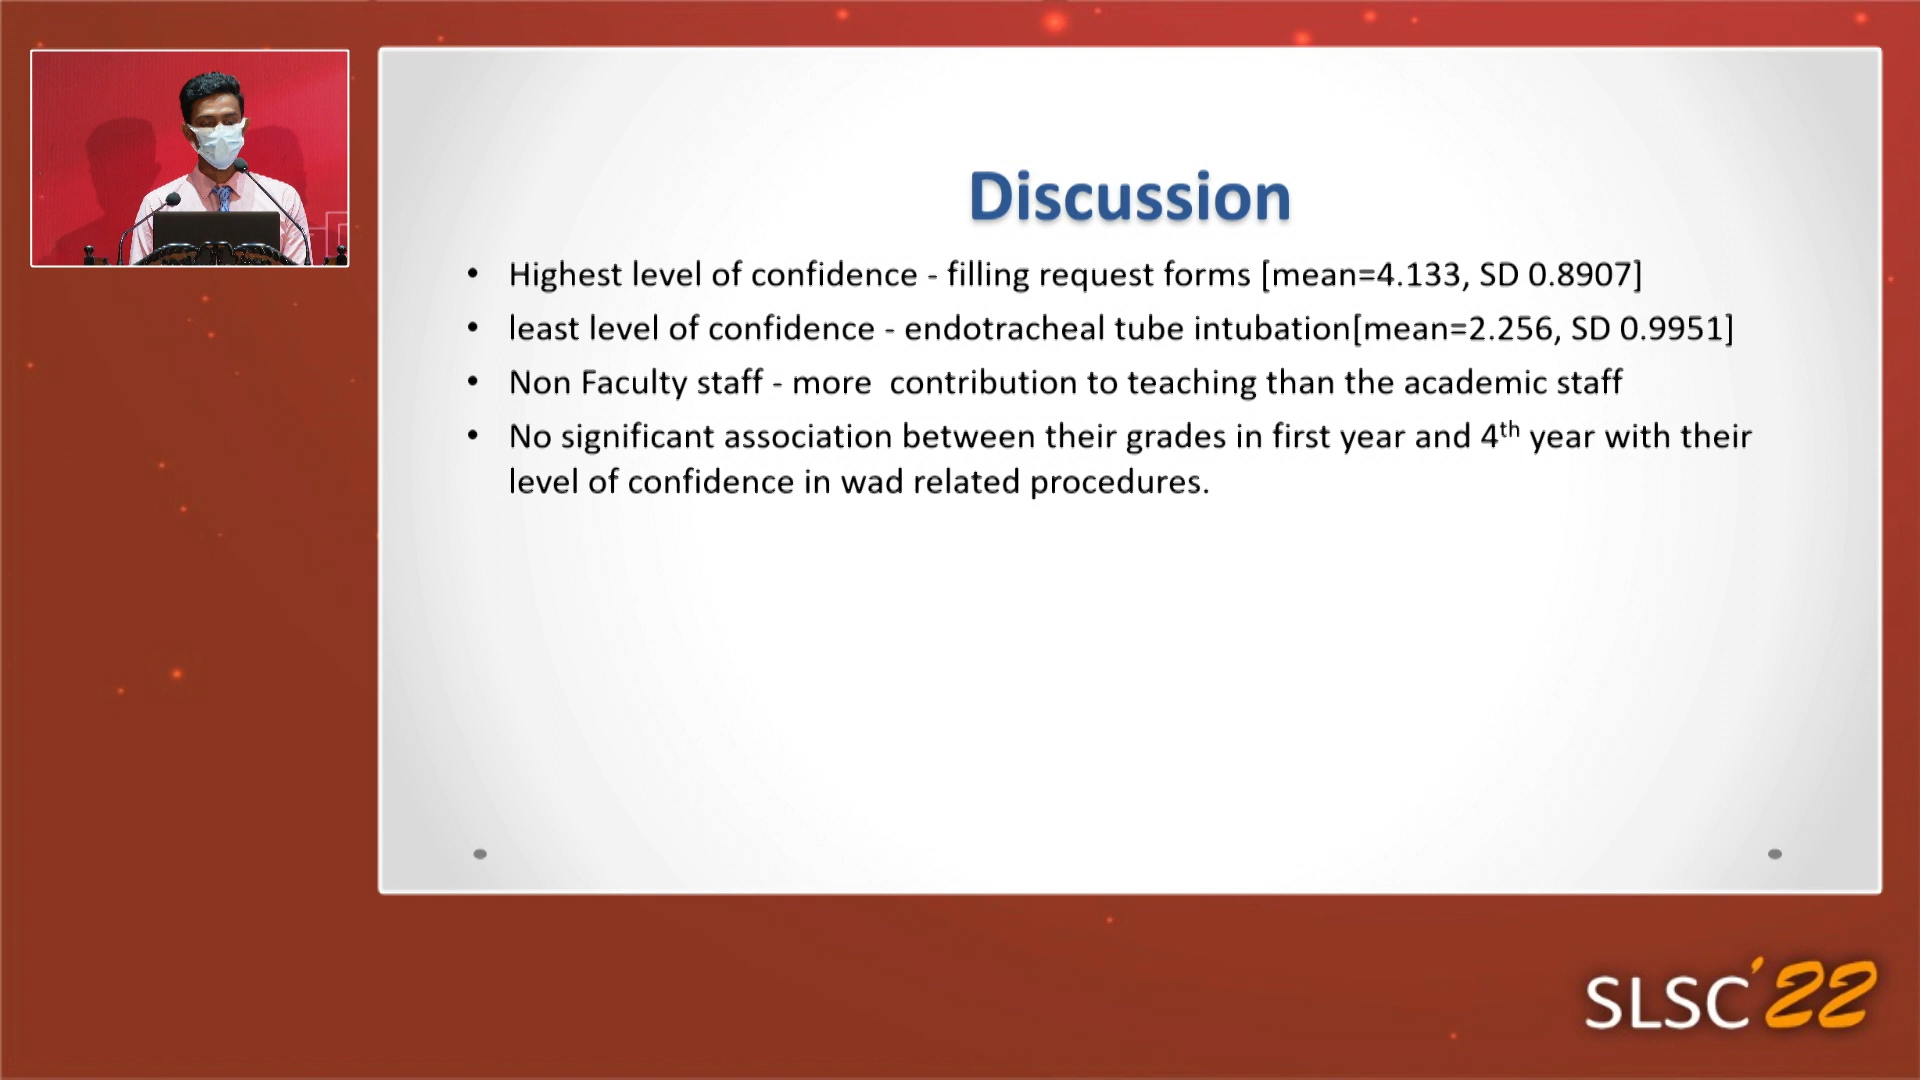 Discussion
• Highest level of confidence - filling request forms [mean=4.133, SD 0.8907]
• least level of confidence - endotracheal tube intubation[mean=2.256, SD 0.9951]
• Non Faculty staff - more  contribution to teaching than the academic staff
• No significant association between their grades in first year and 4th year with their
level of confidence in wad related procedures.
SLSC'22